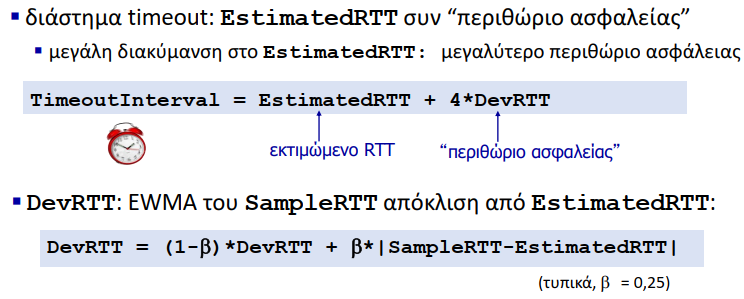 ▪ διάστημα timeout: EstimatedRTT συν “περιθώριο ασφαλείας”
▪ μεγάλη διακύμανση στο EstimatedRTT: μεγαλύτερο περιθώριο ασφάλειας
TimeoutInterval = EstimatedRTT + 4*DevRTT
εκτιμώμενο RTT “περιθώριο ασφαλείας”
▪ DevRTT: EWMA του SampleRTT απόκλιση από EstimatedRTT:
DevRTT = (1-β)*DevRTT + β*|SampleRTT-EstimatedRTT|
(τυπικά, β = 0,25)